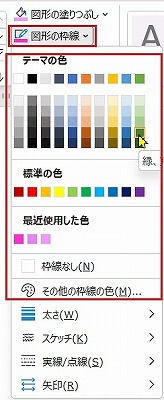 図形の塗りつぶし
図形の枠線
テーマの色
緑、
標準の色
最近使用した色
枠線なし(N)
その他の枠線の色(M)...
太さ(W)
スケッチ(K)
実線/点線(S)
矢印(R)